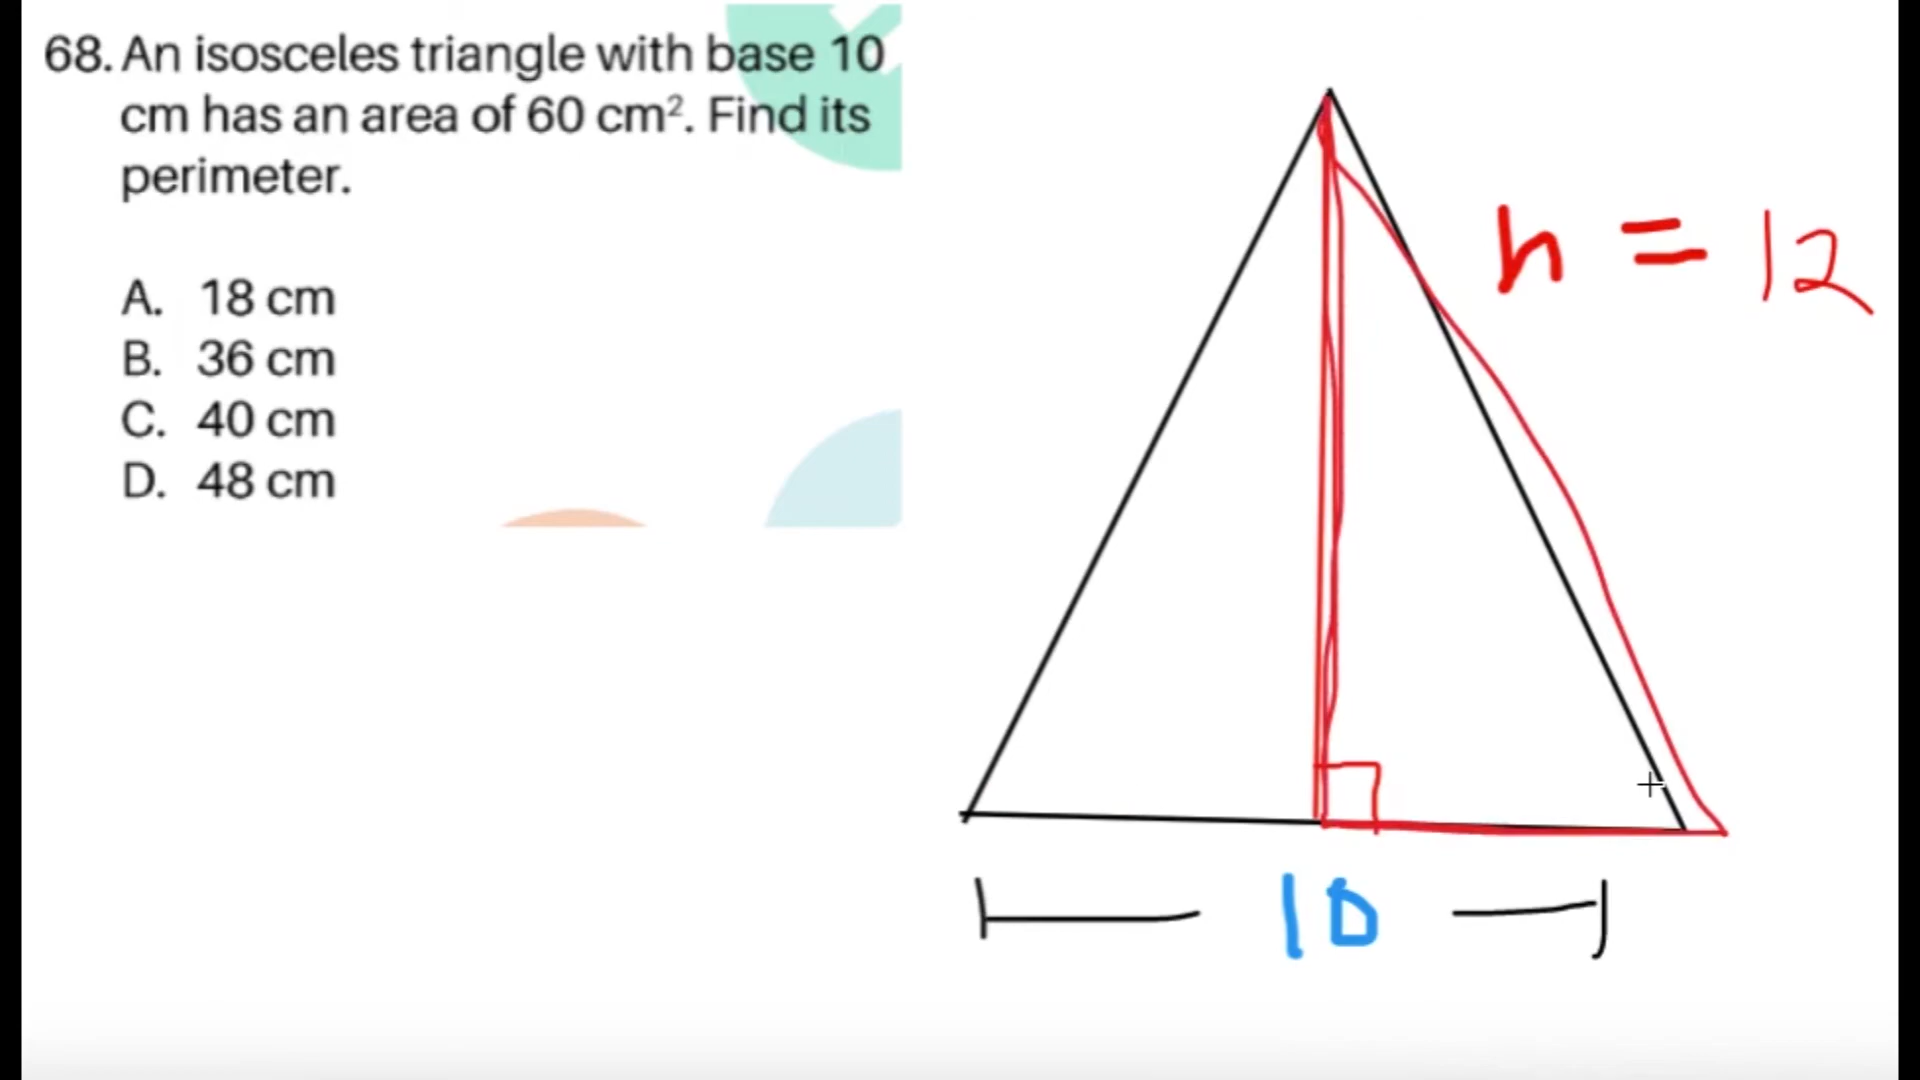 68. An isosceles triangle with base 10
cm has an area of 60 cm². Find its
perimeter.
A. 18 cm
B. 36 cm
C. 40 cm
D. 48 cm
h = 12
10